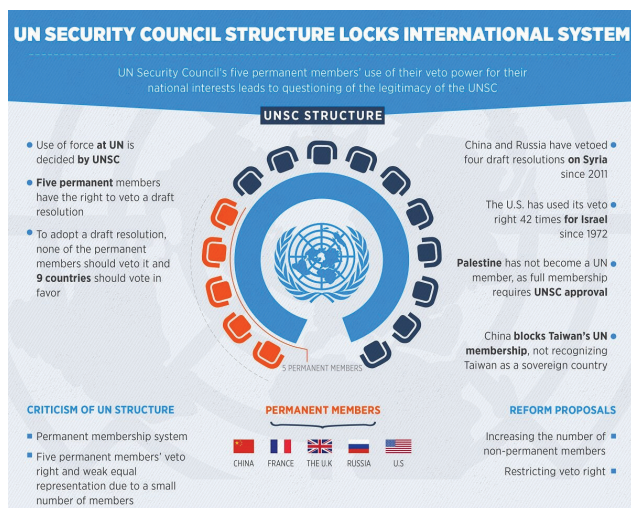 UN SECURITY COUNCIL STRUCTURE LOCKS INTERNATIONAL SYSTEM
UN Security Council's five permanent members' use of their veto power for their
national interests leads to questioning of the legitimacy of the UNSC
UNSC STRUCTURE
Use of force at UN is
decided by UNSC
Five permanent members
have the right to veto a draft
resolution
To adopt a draft resolution,
none of the permanent
members should veto it and
9 countries should vote in
favor
China and Russia have vetoed
four draft resolutions on Syria
since 2011
The U.S. has used its veto
right 42 times for Israel
since 1972
Palestine has not become a UN
member, as full membership
requires UNSC approval
China blocks Taiwan's UN
membership, not recognizing
Taiwan as a sovereign country
5 PERMANENT MEMBERS
CRITICISM OF UN STRUCTURE
Permanent membership system
Five permanent members' veto
right and weak equal
representation due to a small
number of members
PERMANENT MEMBERS
CHINA FRANCE THE U.K RUSSIA U.S
REFORM PROPOSALS
Increasing the number of
non-permanent members
Restricting veto right